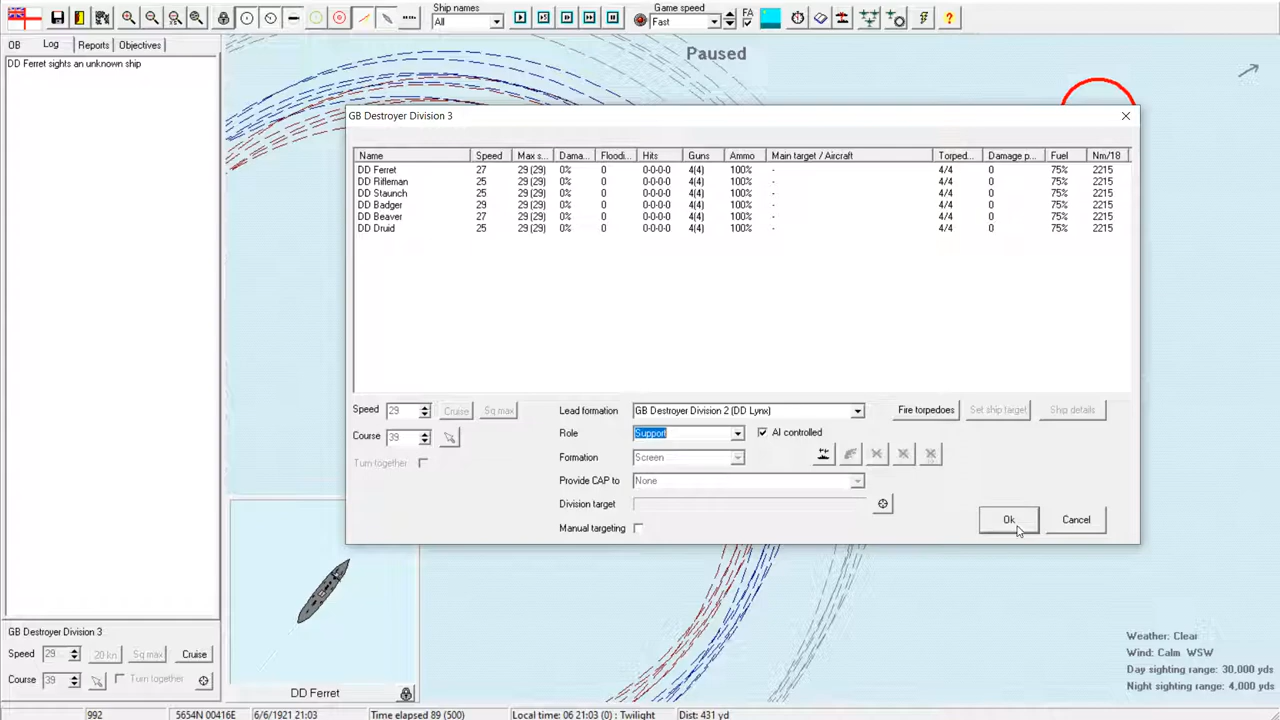 Ship names
All
Game speed
Fast
FA
OB Log Reports Objectives
DD Ferret sights an unknown ship
Paused
GB Destroyer Division 3
Name Speed Max s... Dama... Floodi... Hits Guns Ammo Main target / Aircraft Torped... Damage p... Fuel Nm/18
DD Ferret 27 29 (29) 0% 0 0-0-0-0 4(4) 100% - 4/4 0 75% 2215
DD Rifleman 25 29 (29) 0% 0 0-0-0-0 4(4) 100% - 4/4 0 75% 2215
DD Staunch 25 29 (29) 0% 0 0-0-0-0 4(4) 100% - 4/4 0 75% 2215
DD Badger 29 29 (29) 0% 0 0-0-0-0 4(4) 100% - 4/4 0 75% 2215
DD Beaver 27 29 (29) 0% 0 0-0-0-0 4(4) 100% - 4/4 0 75% 2215
DD Druid 25 29 (29) 0% 0 0-0-0-0 4(4) 100% - 4/4 0 75% 2215
Speed 29 Cruise Sq max Lead formation GB Destroyer Division 2 (DD Lynx) Fire torpedoes Set ship target Ship details
Course 39 Role Support AI controlled
Turn together Formation Screen
Provide CAP to None
Division target
Manual targeting
Ok Cancel
GB Destroyer Division 3
Speed 29 20 kn Sq max Cruise
Course 39 Turn together
DD Ferret
Weather: Clear
Wind: Calm WSW
Day sighting range: 30,000 yds
Night sighting range: 4,000 yds
992 5654N 00416E 6/6/1921 21:03 Time elapsed 89 (500) Local time: 06 21:03 (0) : Twilight Dist: 431 yd